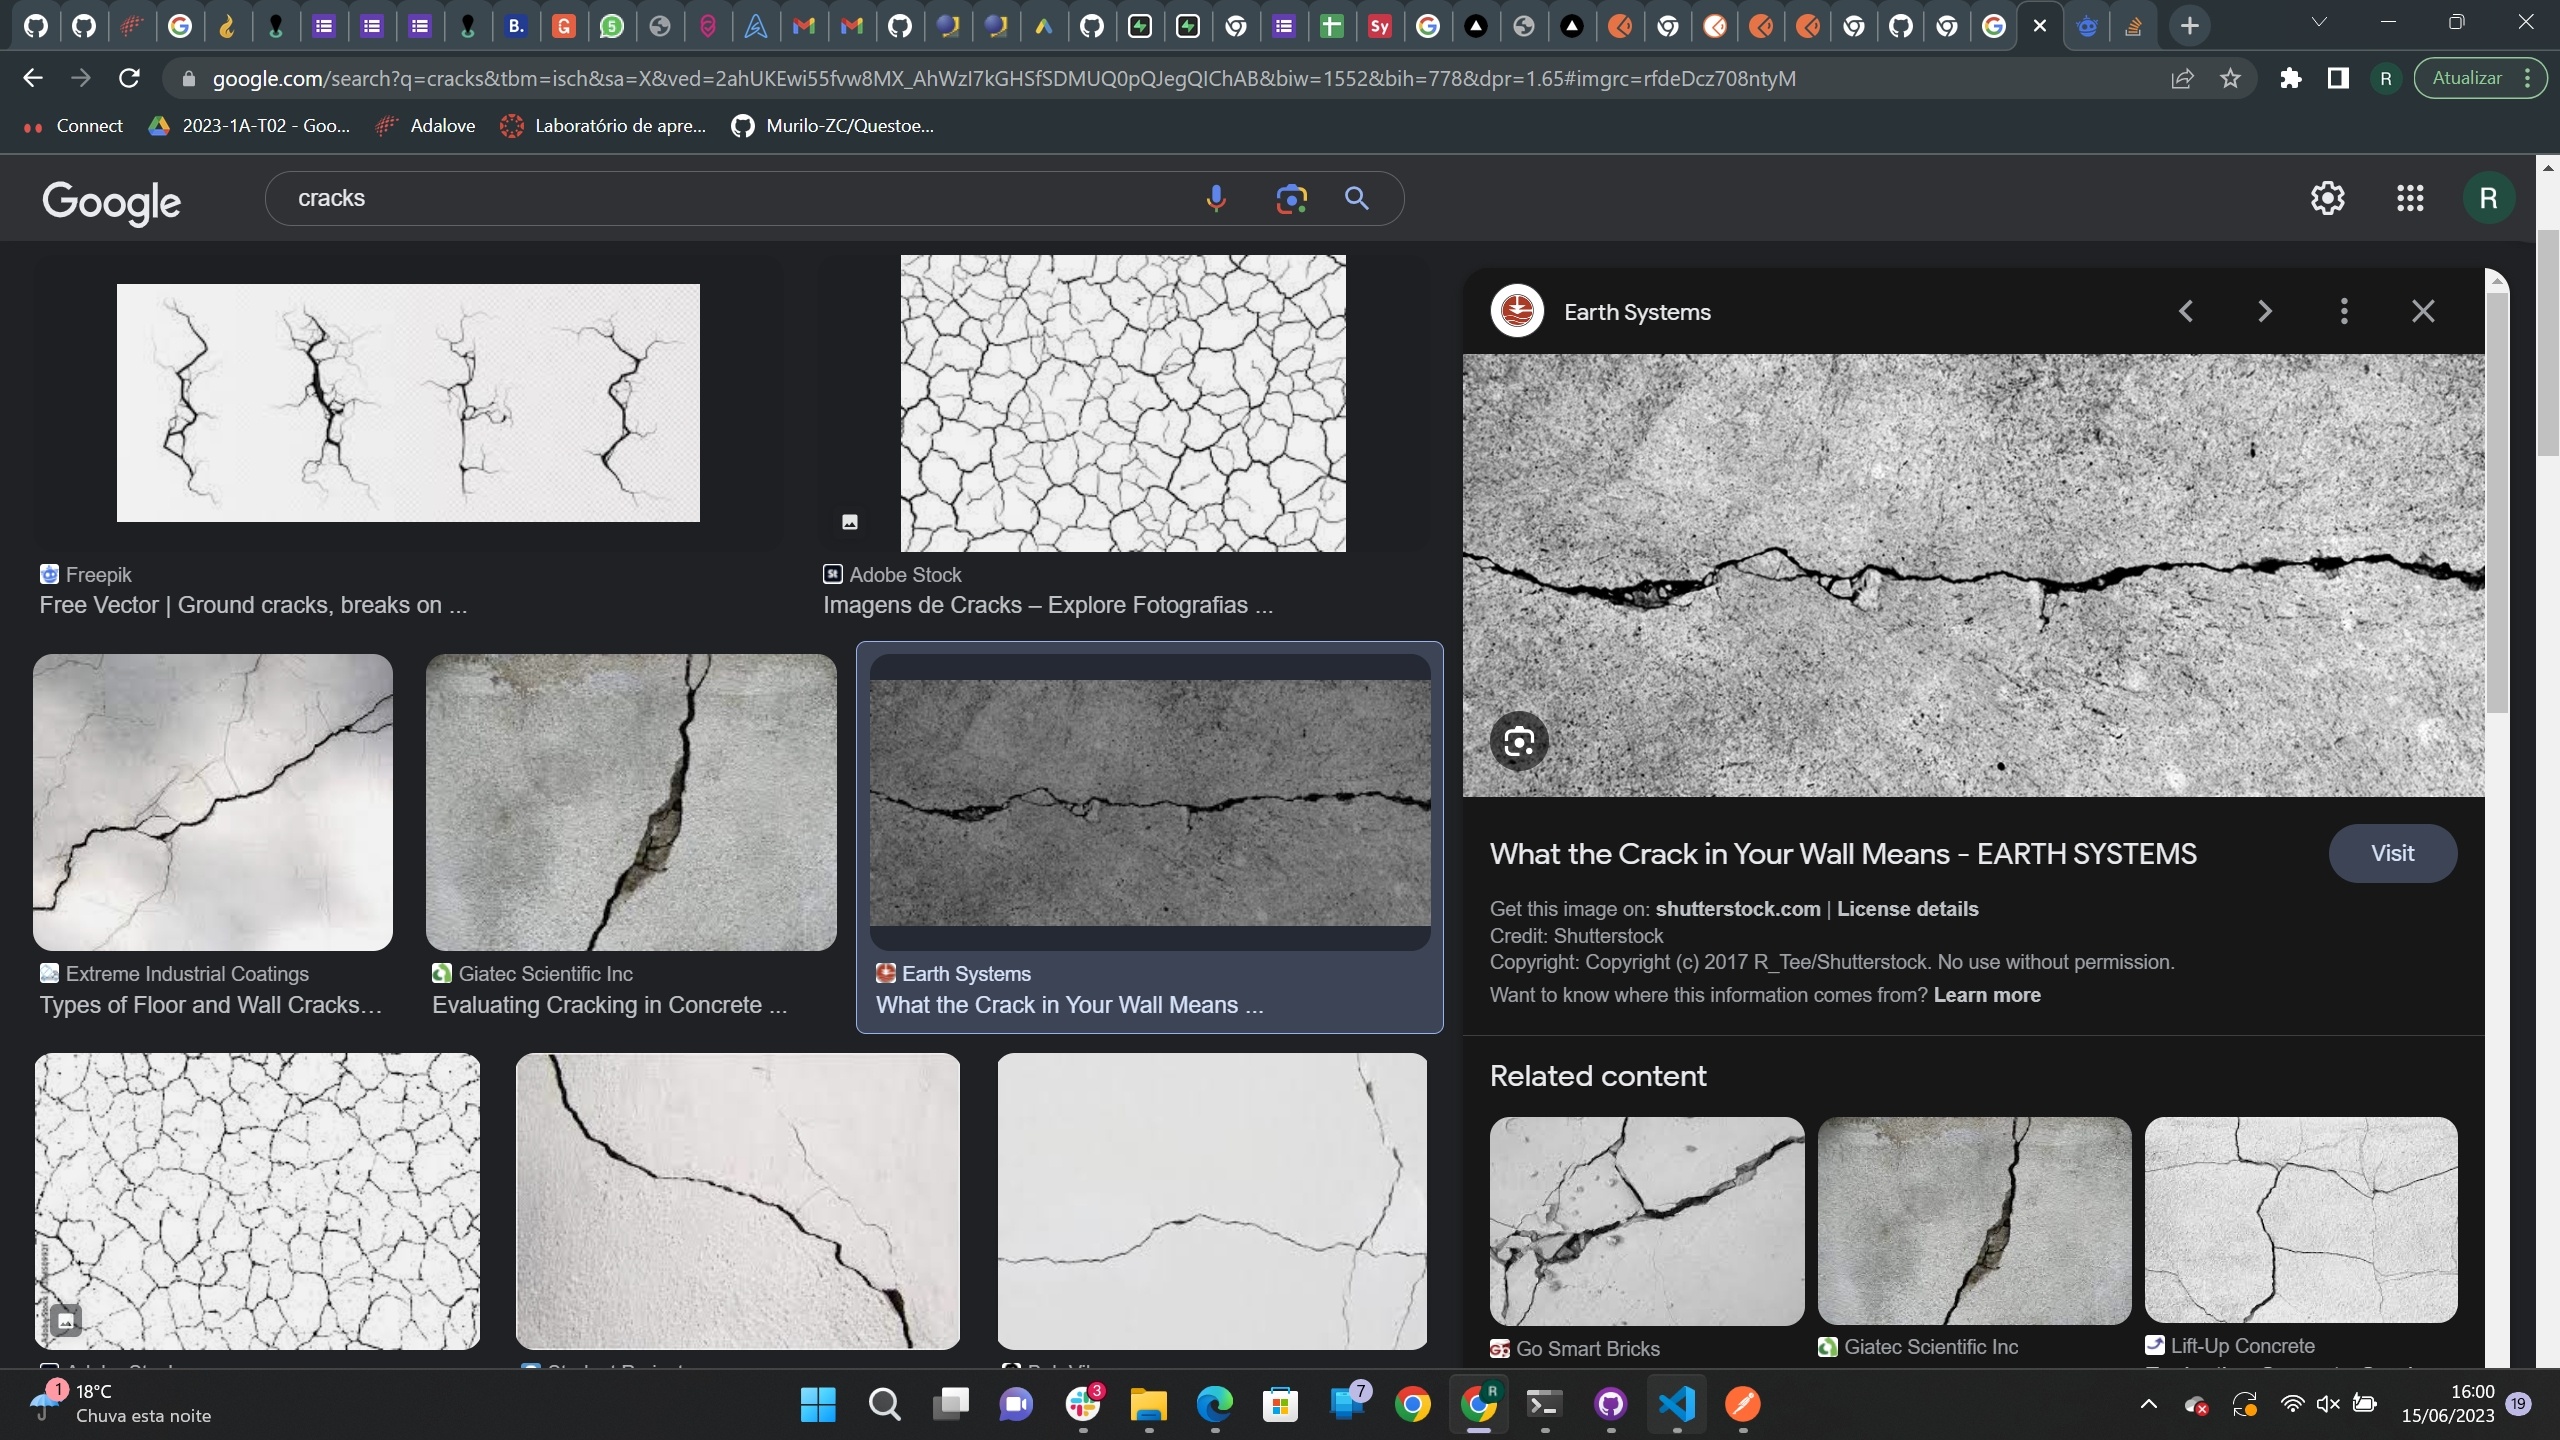 B.
G
5
Sy
google.com/search?q=cracks&tbm=isch&sa=X&ved=2ahUKEwi55fvw8MX_AhWzI7kGHSfSDMUQ0pQJegQIChAB&biw=1552&bih=778&dpr=1.65#imgrc=rfdeDcz708ntyM
R
Atualizar
Connect
2023-1A-T02 - Goo...
Adalove
Laboratório de apre...
Murilo-ZC/Questoe...
Google
cracks
R
Earth Systems
Freepik
Free Vector | Ground cracks, breaks on ...
St Adobe Stock
Imagens de Cracks – Explore Fotografias ...
Extreme Industrial Coatings
Types of Floor and Wall Cracks...
Giatec Scientific Inc
Evaluating Cracking in Concrete ...
Earth Systems
What the Crack in Your Wall Means ...
What the Crack in Your Wall Means - EARTH SYSTEMS
Visit
Get this image on: shutterstock.com | License details
Credit: Shutterstock
Copyright: Copyright (c) 2017 R_Tee/Shutterstock. No use without permission.
Want to know where this information comes from? Learn more
Related content
Go Smart Bricks
Giatec Scientific Inc
Lift-Up Concrete
1
18°C
Chuva esta noite
3
7
R
16:00
15/06/2023
19